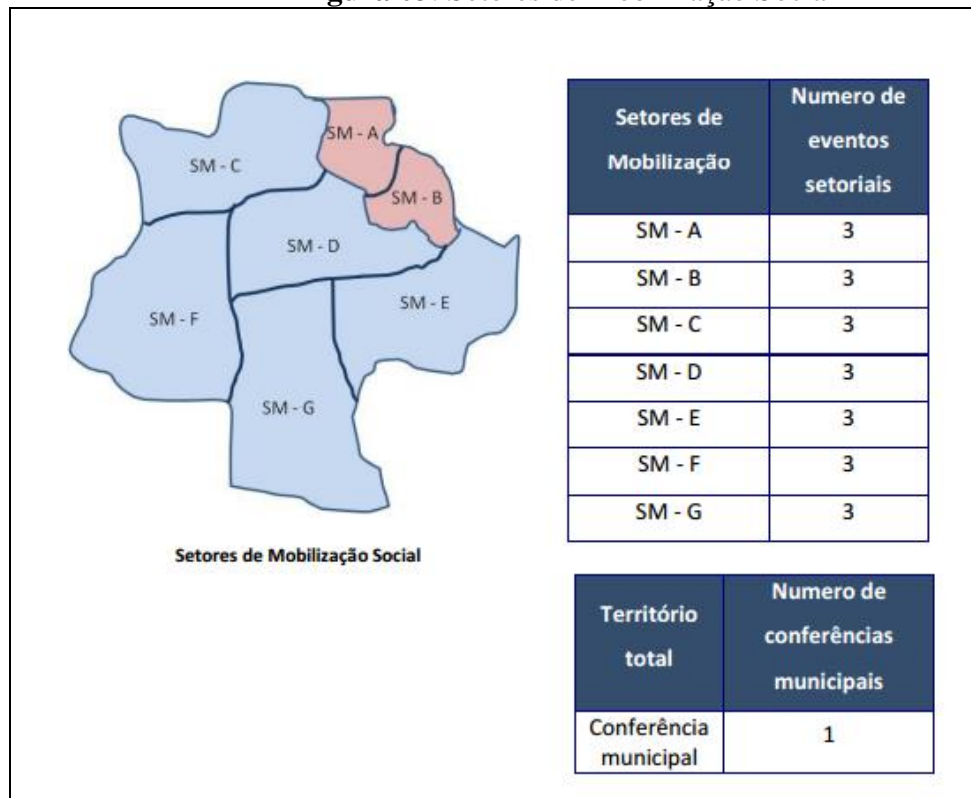 SM - A
SM - C
SM - B
SM - D
SM - E
SM - F
SM - G
Setores de Mobilização Social
Setores de
Mobilização
Numero de
eventos
setoriais
SM - A 3
SM - B 3
SM - C 3
SM - D 3
SM - E 3
SM - F 3
SM - G 3
Território
total
Numero de
conferências
municipais
Conferência
municipal
1